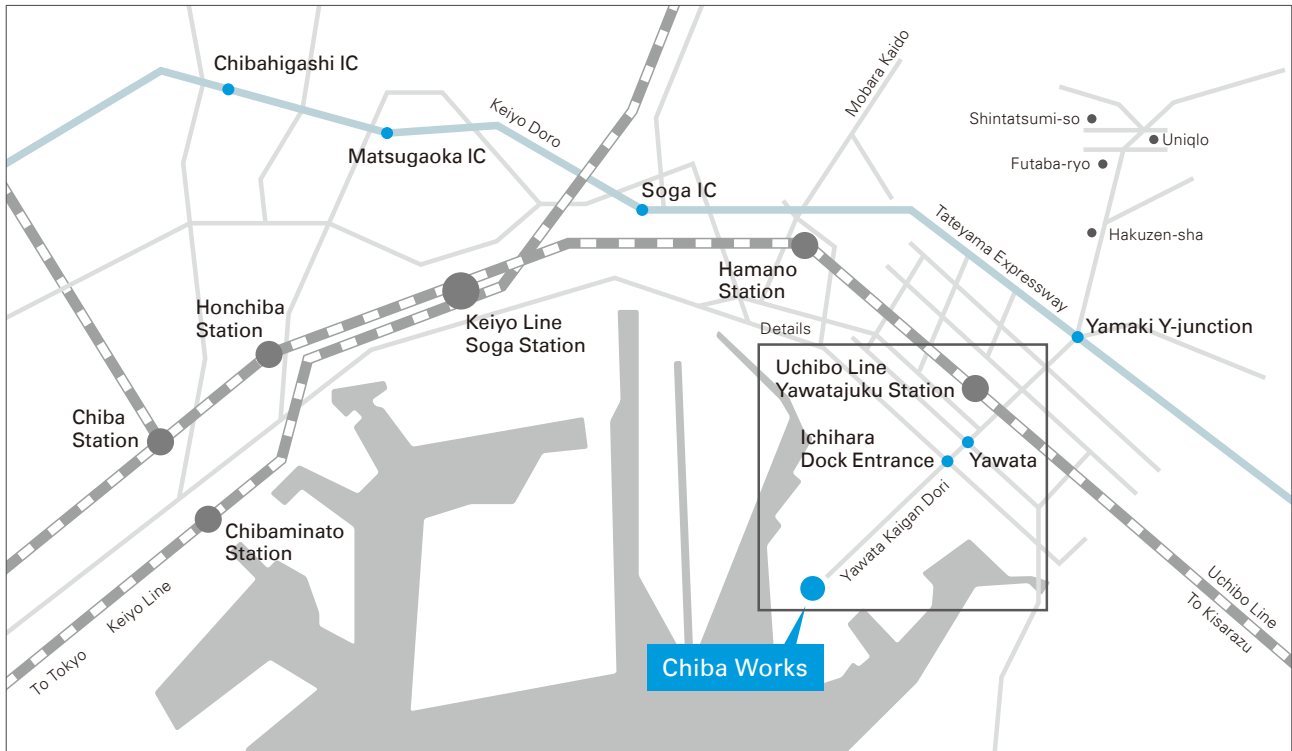 Chibahigashi IC
Matsugaoka IC
Keiyo Doro
Soga IC
Mobara Kaido
Shintatsumi-so
Uniqlo
Futaba-ryo
Hakuzen-sha
Tateyama Expressway
Yamaki Y-junction
Hamano
Station
Honchiba
Station
Keiyo Line
Soga Station
Details
Uchibo Line
Yawatajuku Station
Chiba
Station
Ichihara
Dock Entrance
Yawata
Chibaminato
Station
Yawata Kaigan Dori
Keiyo Line
To Tokyo
Uchibo Line
To Kisarazu
Chiba Works